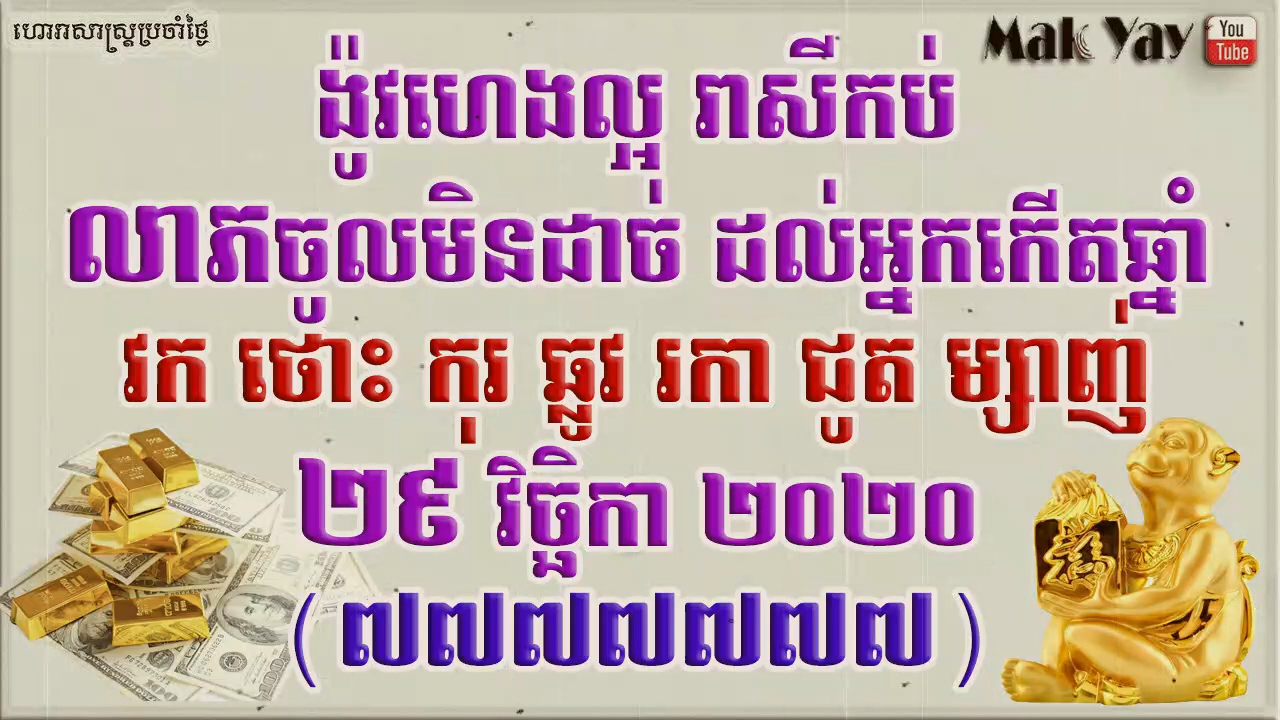 ហោរាសាស្ត្រប្រចាំថ្ងៃ
Mak Yay You Tube
ង៉ូវហេងល្អ រាសីកប់
លាភចូលមិនដាច់ ដល់អ្នកកើតឆ្នាំ
វក ថោះ កុរ ឆ្លូវ រកា ជូត ម្សាញ់
២៩ វិច្ឆិកា ២០២០
(៧៧៧៧៧៧៧)